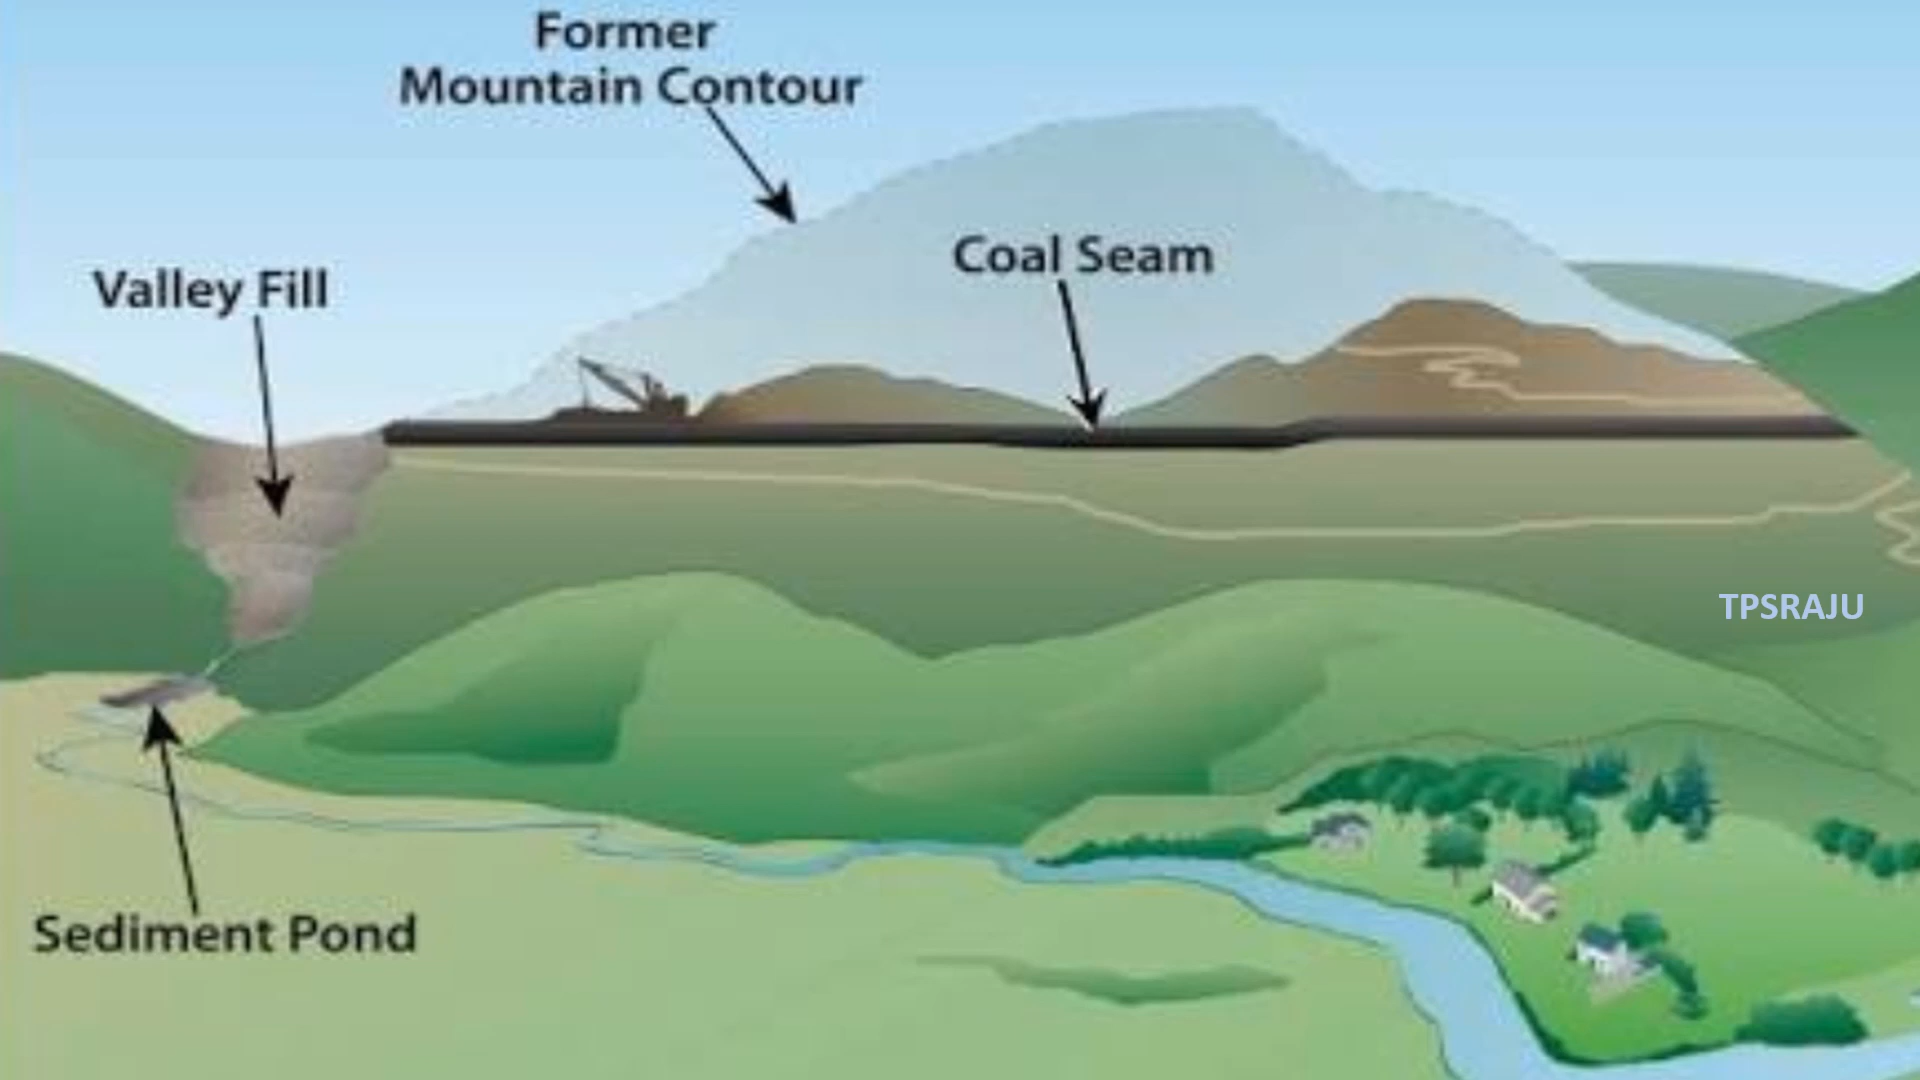 Former
Mountain Contour
Coal Seam
Valley Fill
TPSRAJU
Sediment Pond